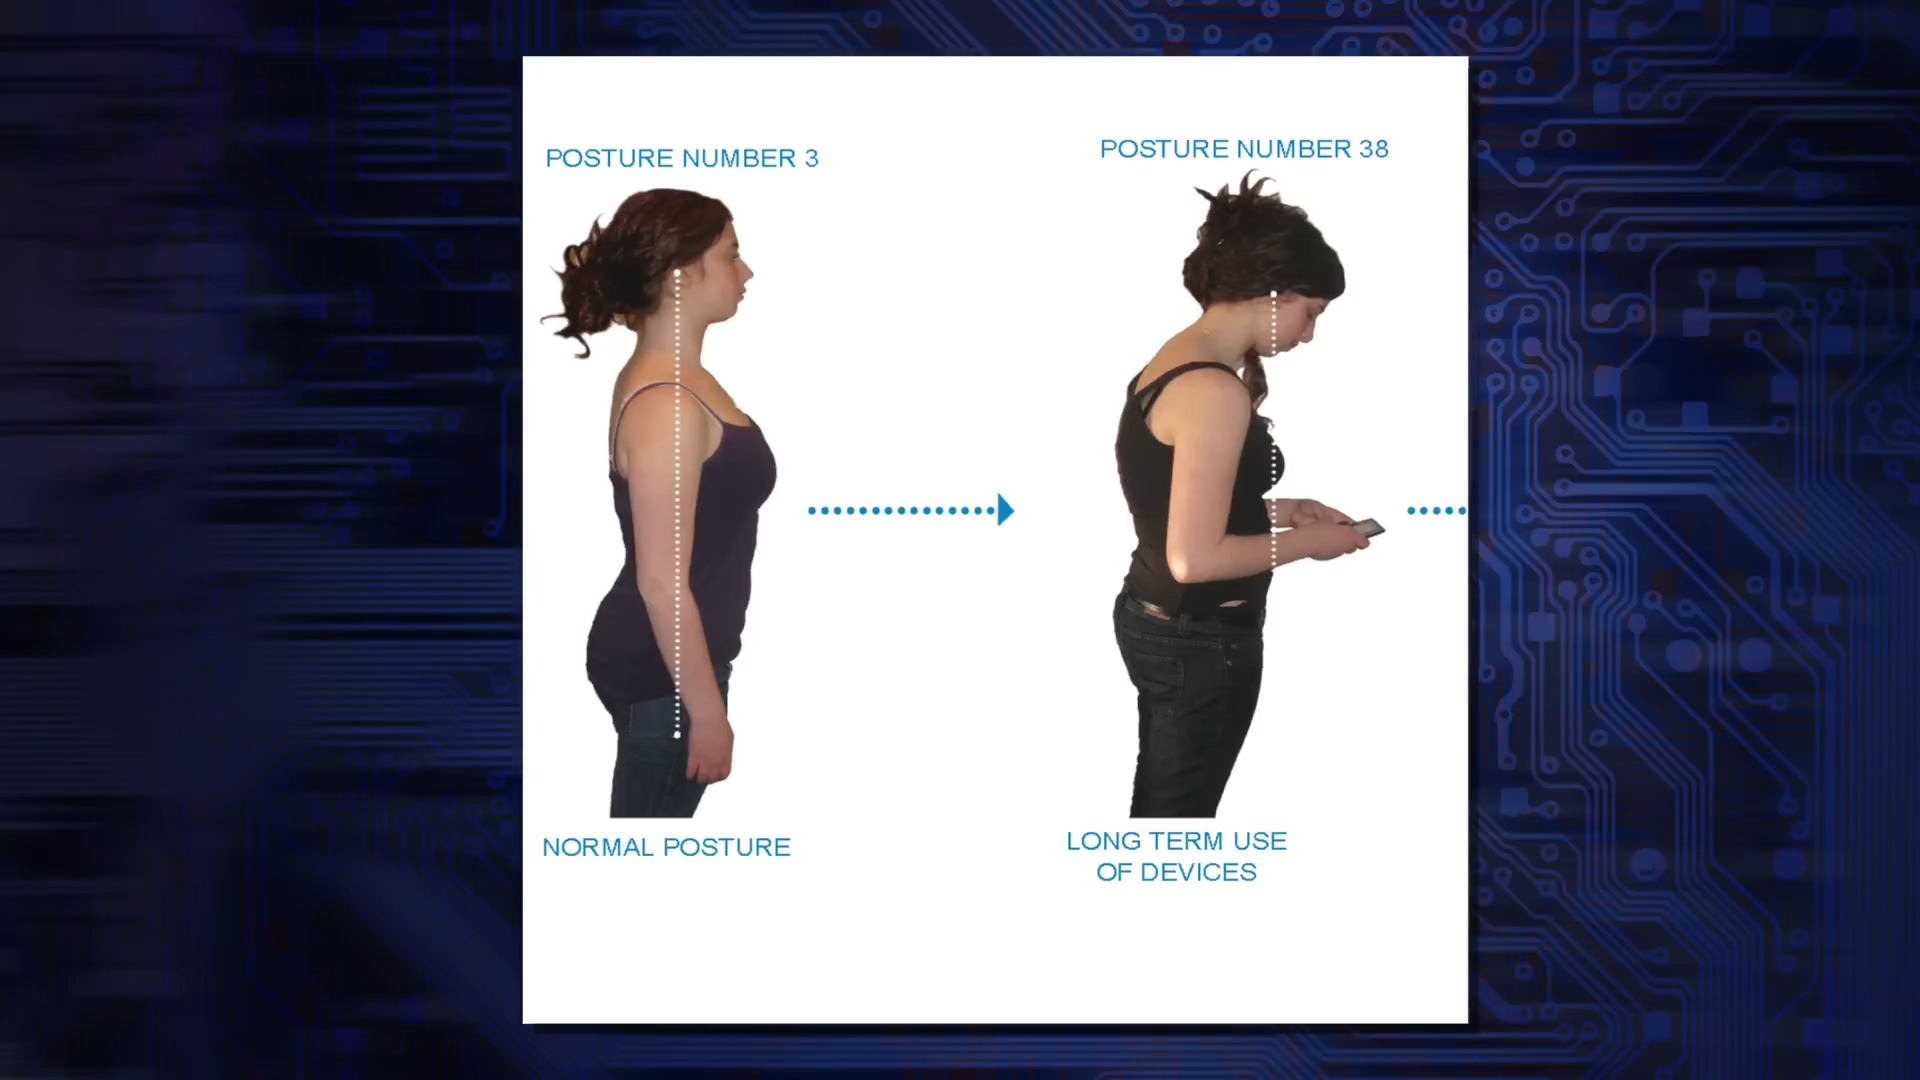 POSTURE NUMBER 3
POSTURE NUMBER 38
NORMAL POSTURE
LONG TERM USE
OF DEVICES